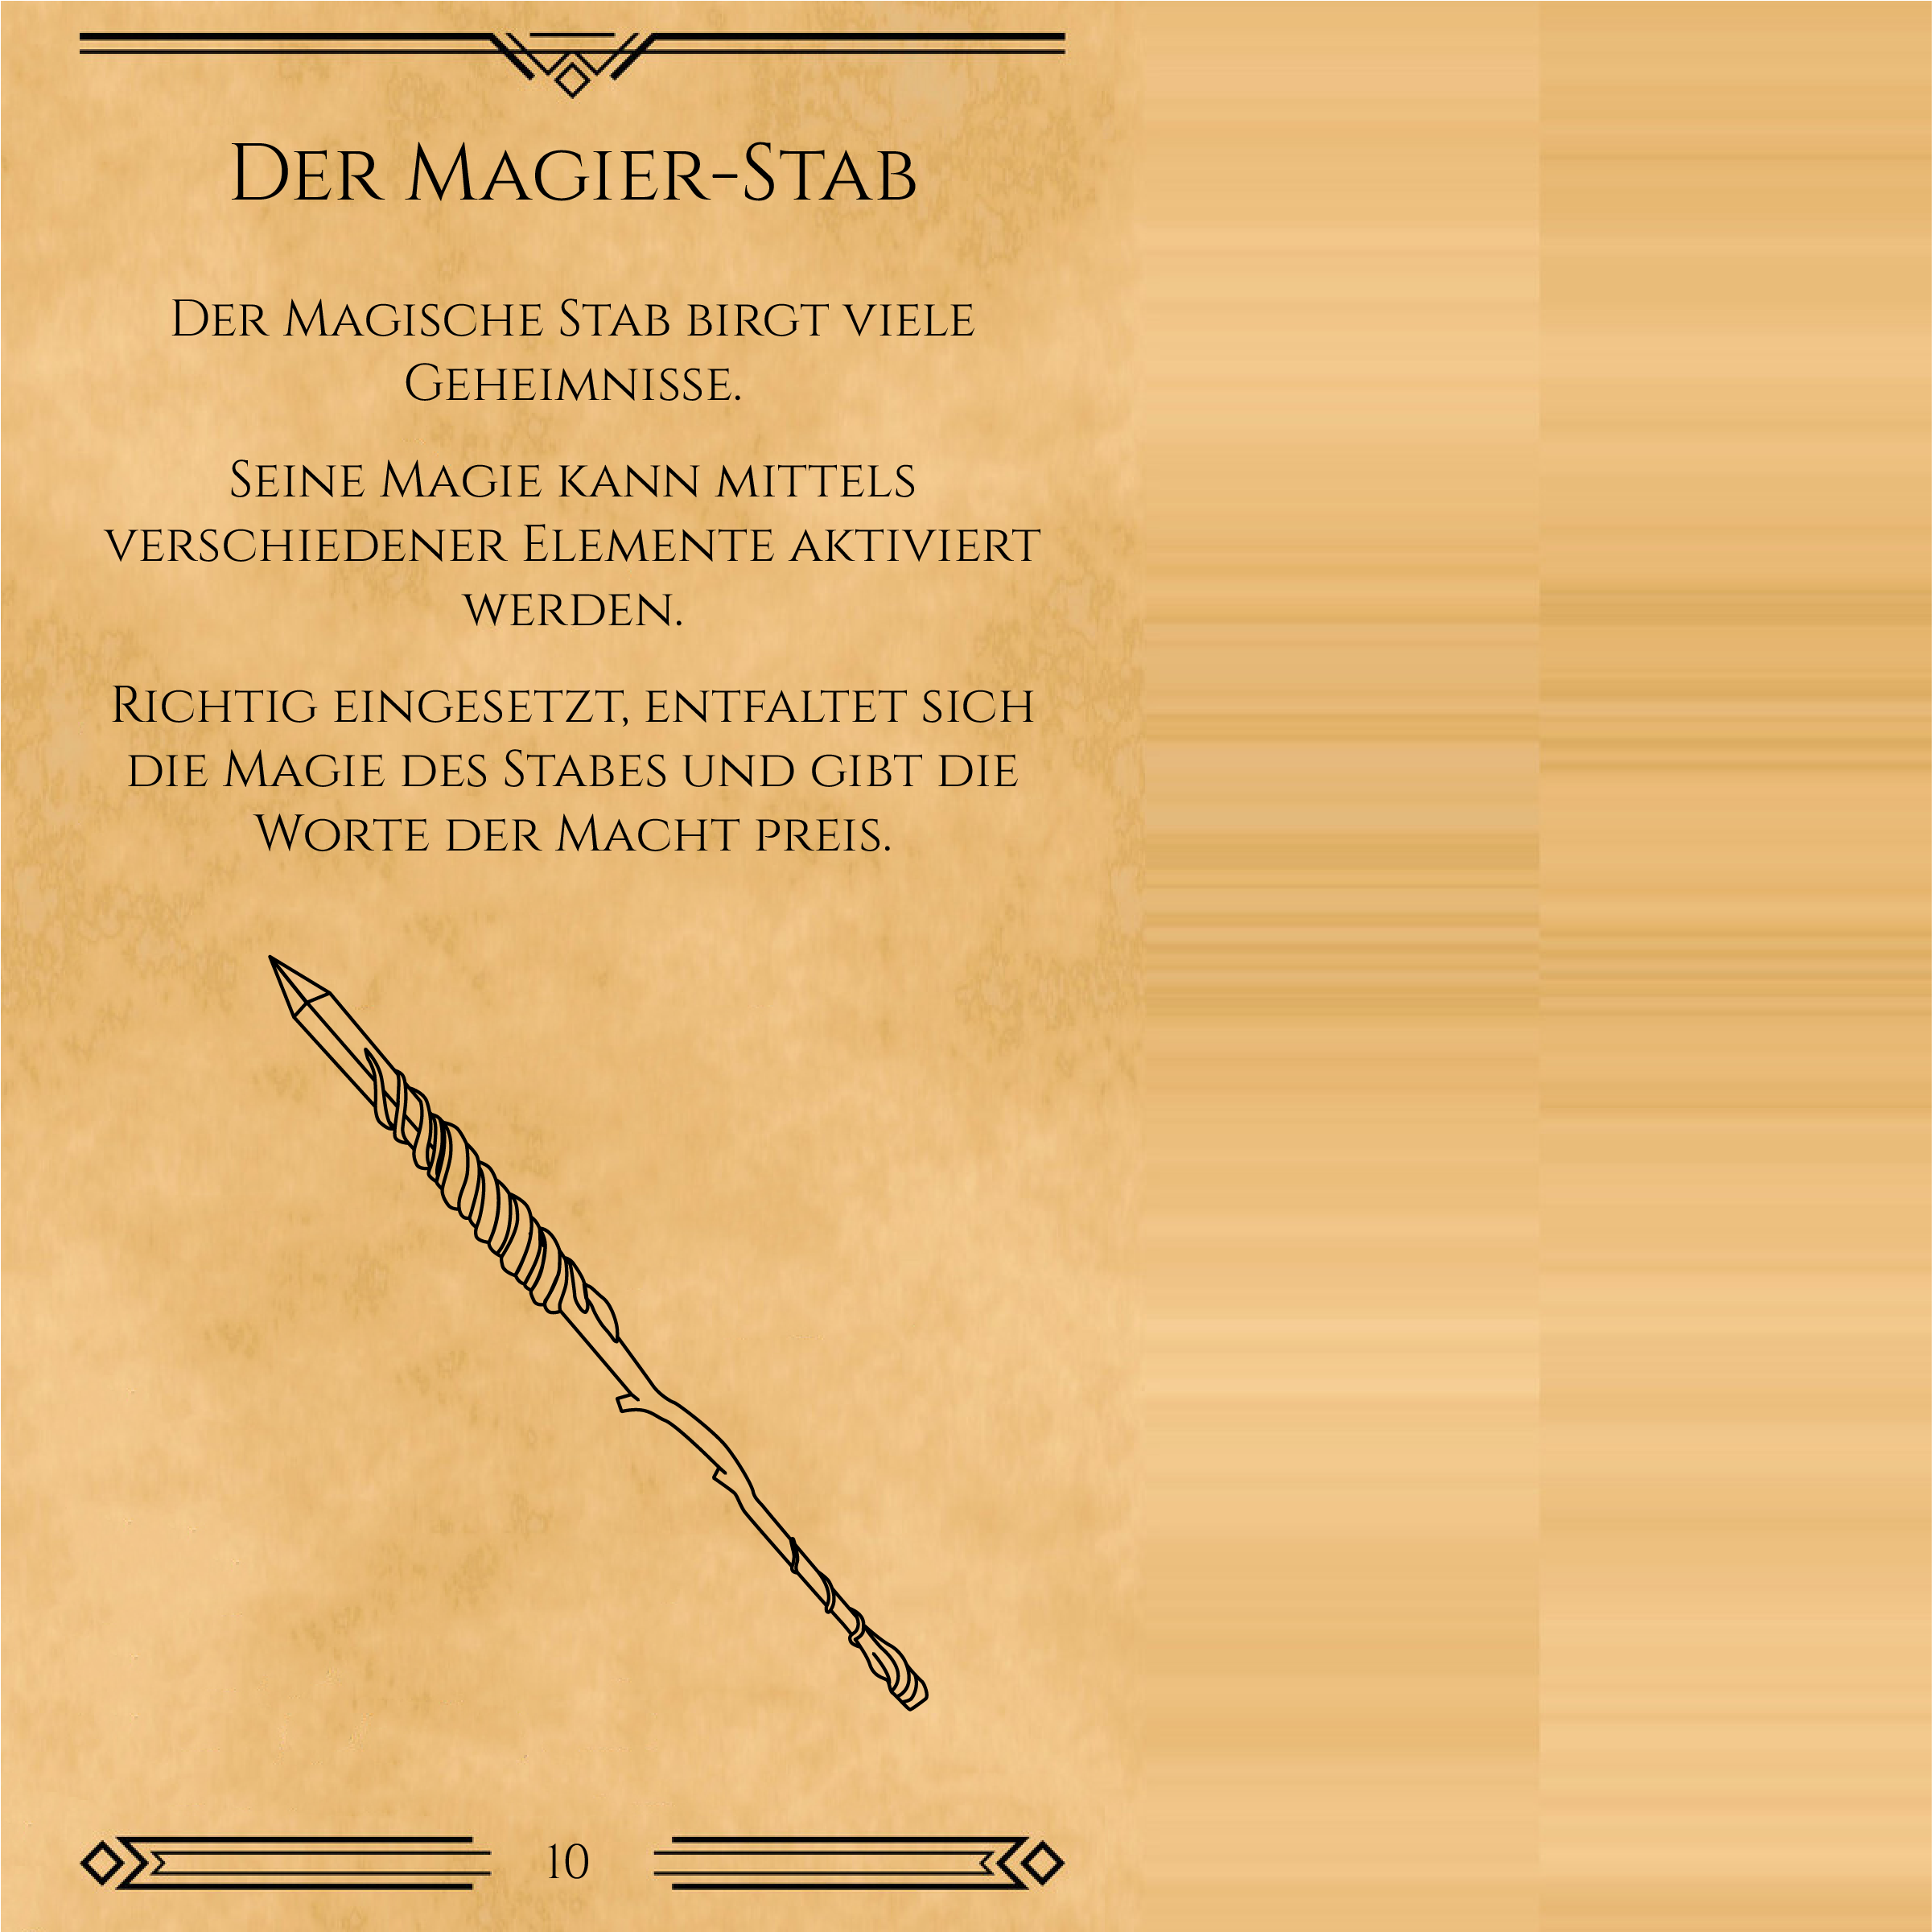 Der Magier-Stab
Der Magische Stab birgt viele
Geheimnisse.
Seine Magie kann mittels
verschiedener Elemente aktiviert
werden.
Richtig eingesetzt, entfaltet sich
die Magie des Stabes und gibt die
Worte der Macht preis.
10